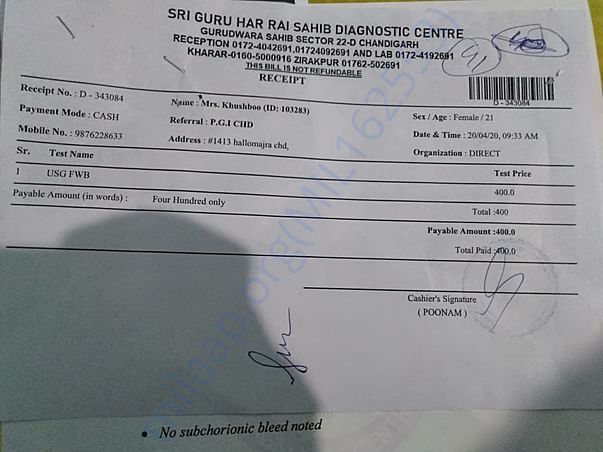 SRI GURU HAR RAI SAHIB DIAGNOSTIC CENTRE
GURUDWARA SAHIB SECTOR 22-D CHANDIGARH
RECEPTION 0172-4042691,01724092691 AND LAB 0172-4192691
KHARAR-0160-5000916 ZIRAKPUR 01762-502691
THIS BILL IS NOT REFUNDABLE
RECEIPT
41
D - 343084
Receipt No. : D - 343084
Name : Mrs. Khushboo (ID: 103283)
Sex / Age : Female / 21
Payment Mode : CASH
Referral : P.G.I CHD
Date & Time : 20/04/20, 09:33 AM
Mobile No. : 9876228633
Address : #1413 hallomajra chd,
Organization : DIRECT
Sr. Test Name Test Price
1 USG FWB 400.0
Payable Amount (in words) : Four Hundred only Total :400
Payable Amount :400.0
Total Paid :400.0
Cashier's Signature
( POONAM )
• No subchorionic bleed noted